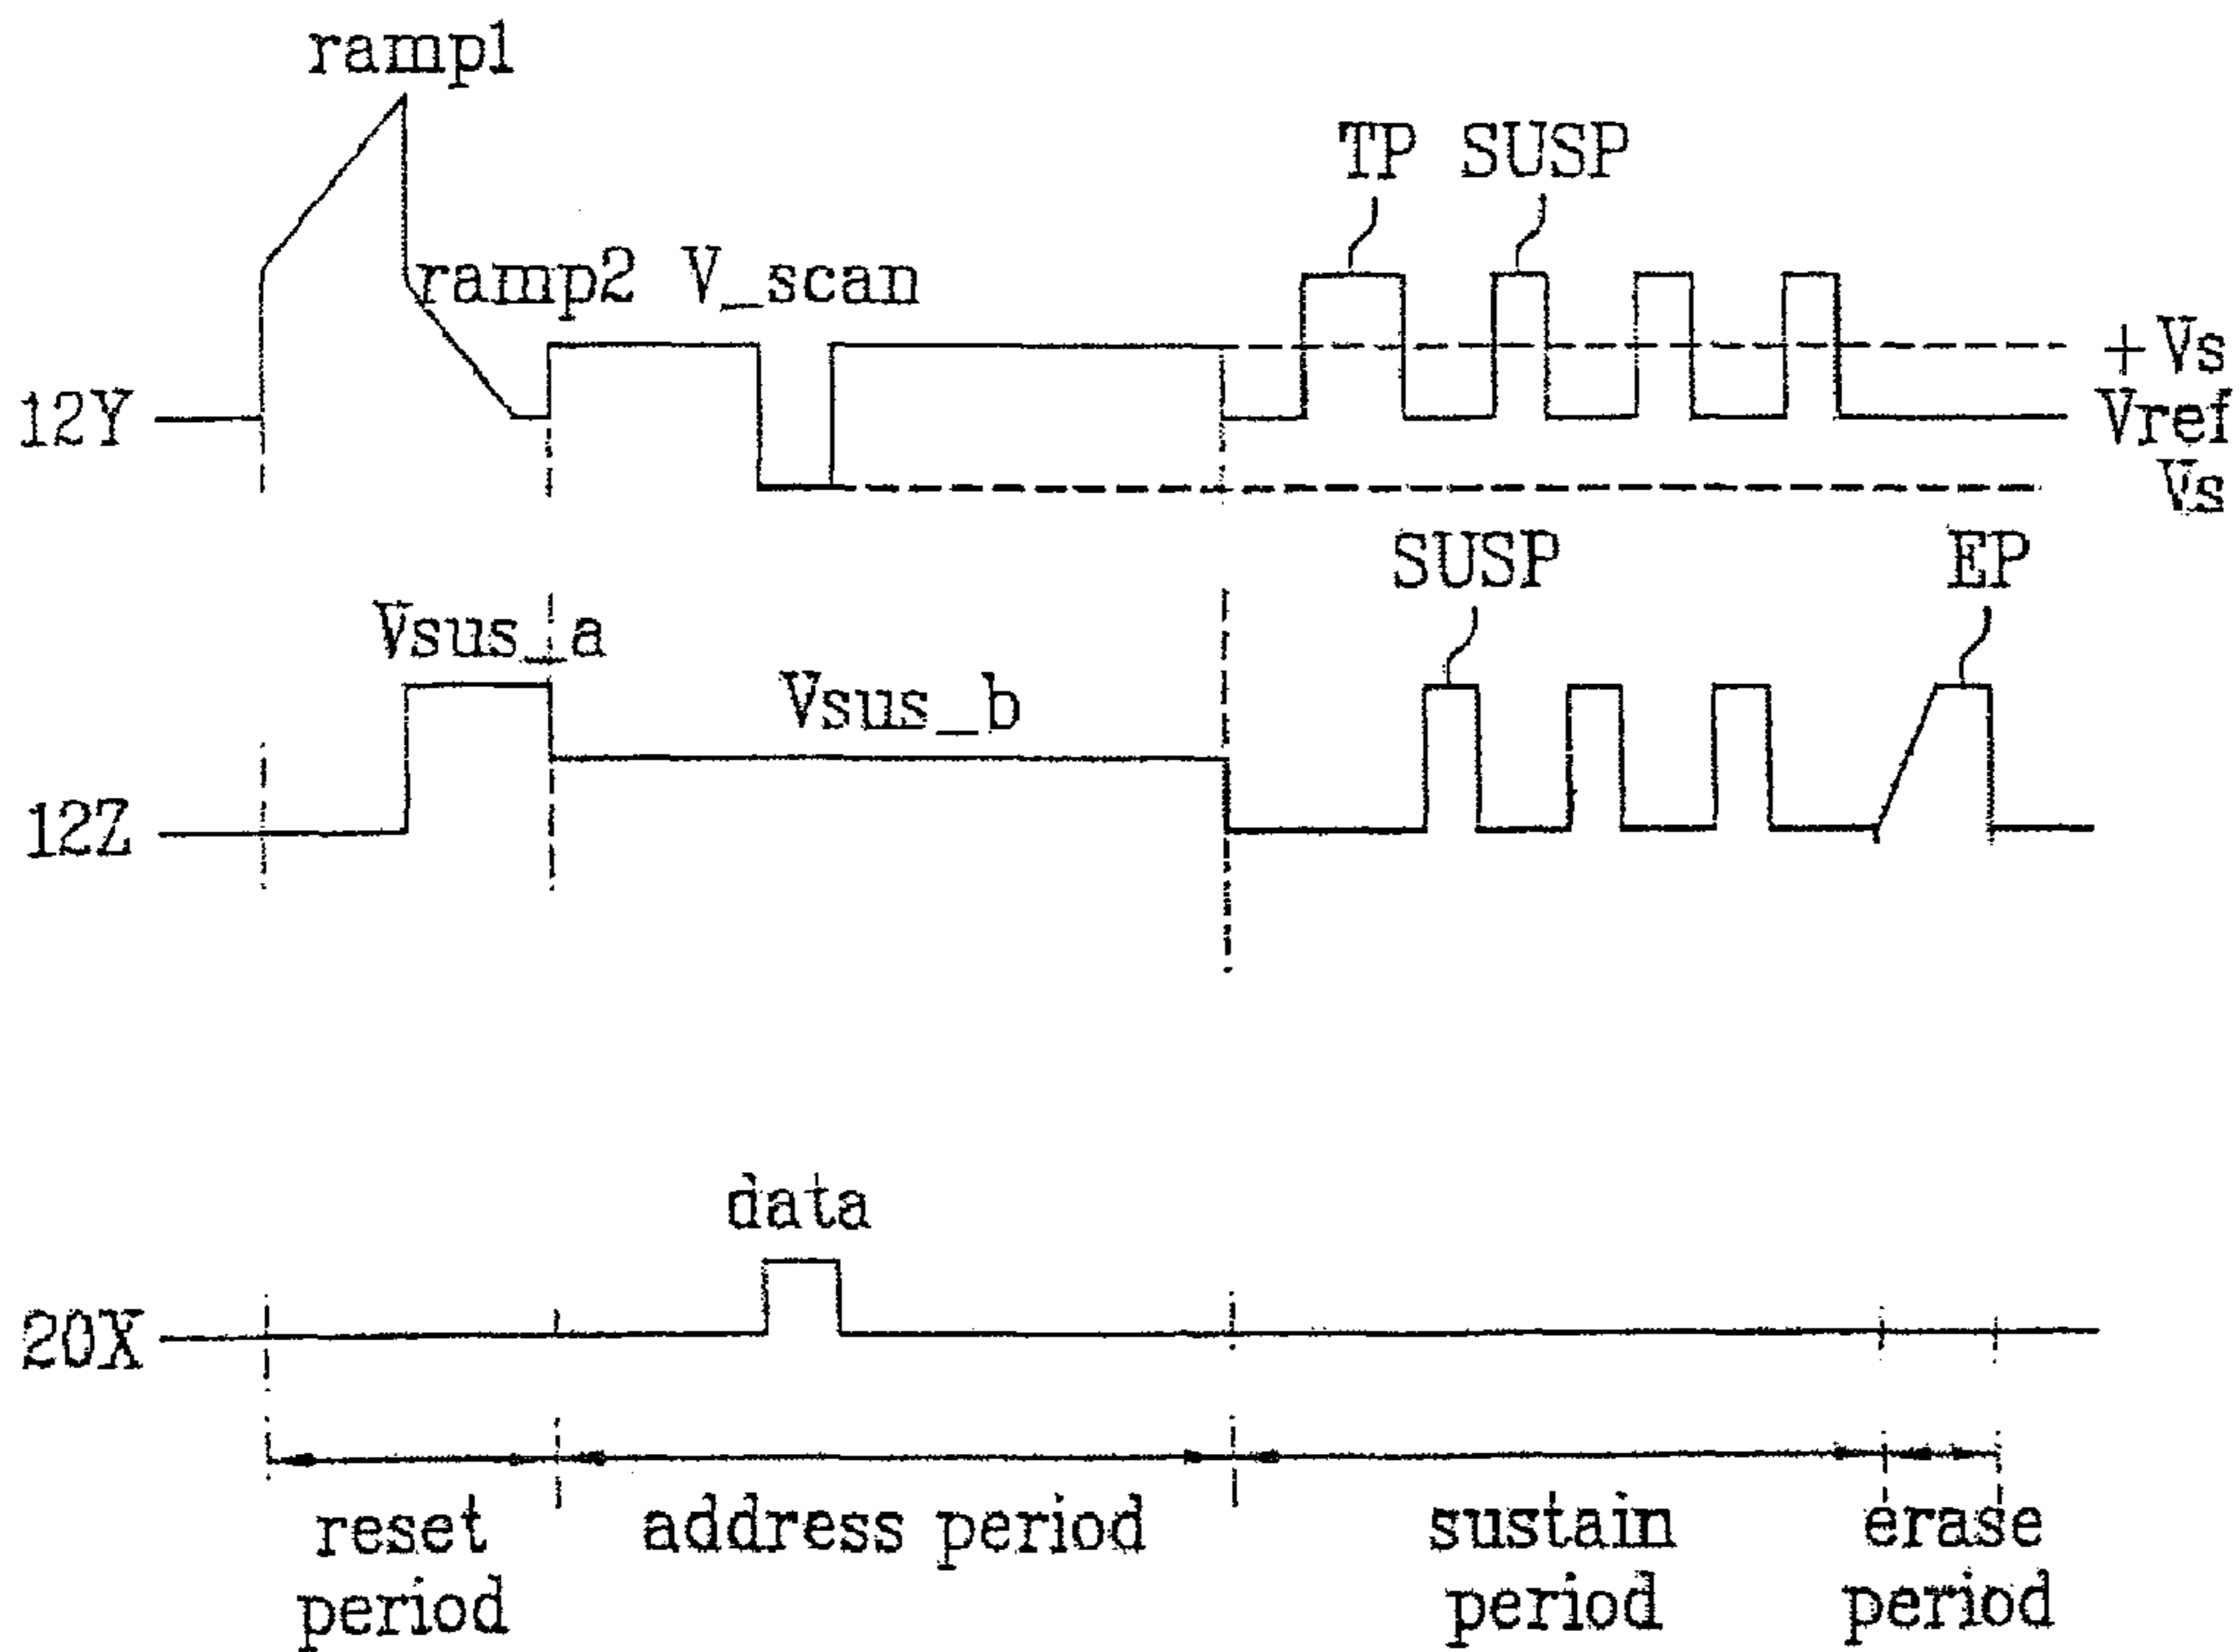 ramp1
TP SUSP
ramp2 V_scan
+Vs
12Y
Vref
Vs
SUSP
EP
Vsus_a
Vsus_b
12Z
data
20X
reset period
address period
sustain period
erase period